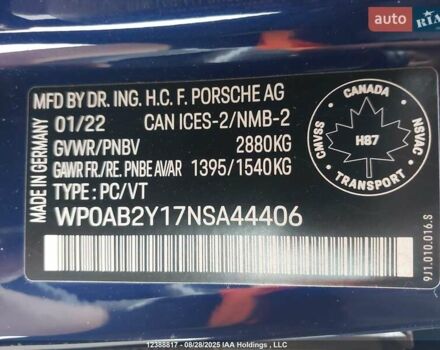 auto
RIA
MFD BY DR. ING. H.C. F. PORSCHE AG
01/22 CAN ICES-2/NMB-2
GVWR/PNBV 2880KG
GAWR FR./RE. PNBE AV/AR 1395/1540KG
TYPE : PC/VT
WP0AB2Y17NSA44406
MADE IN GERMANY
CANADA
CMVSS
H87
NSVAC
TRANSPORT
9J1.010.016.S
12388817 - 08/28/2025 IAA Holdings , LLC